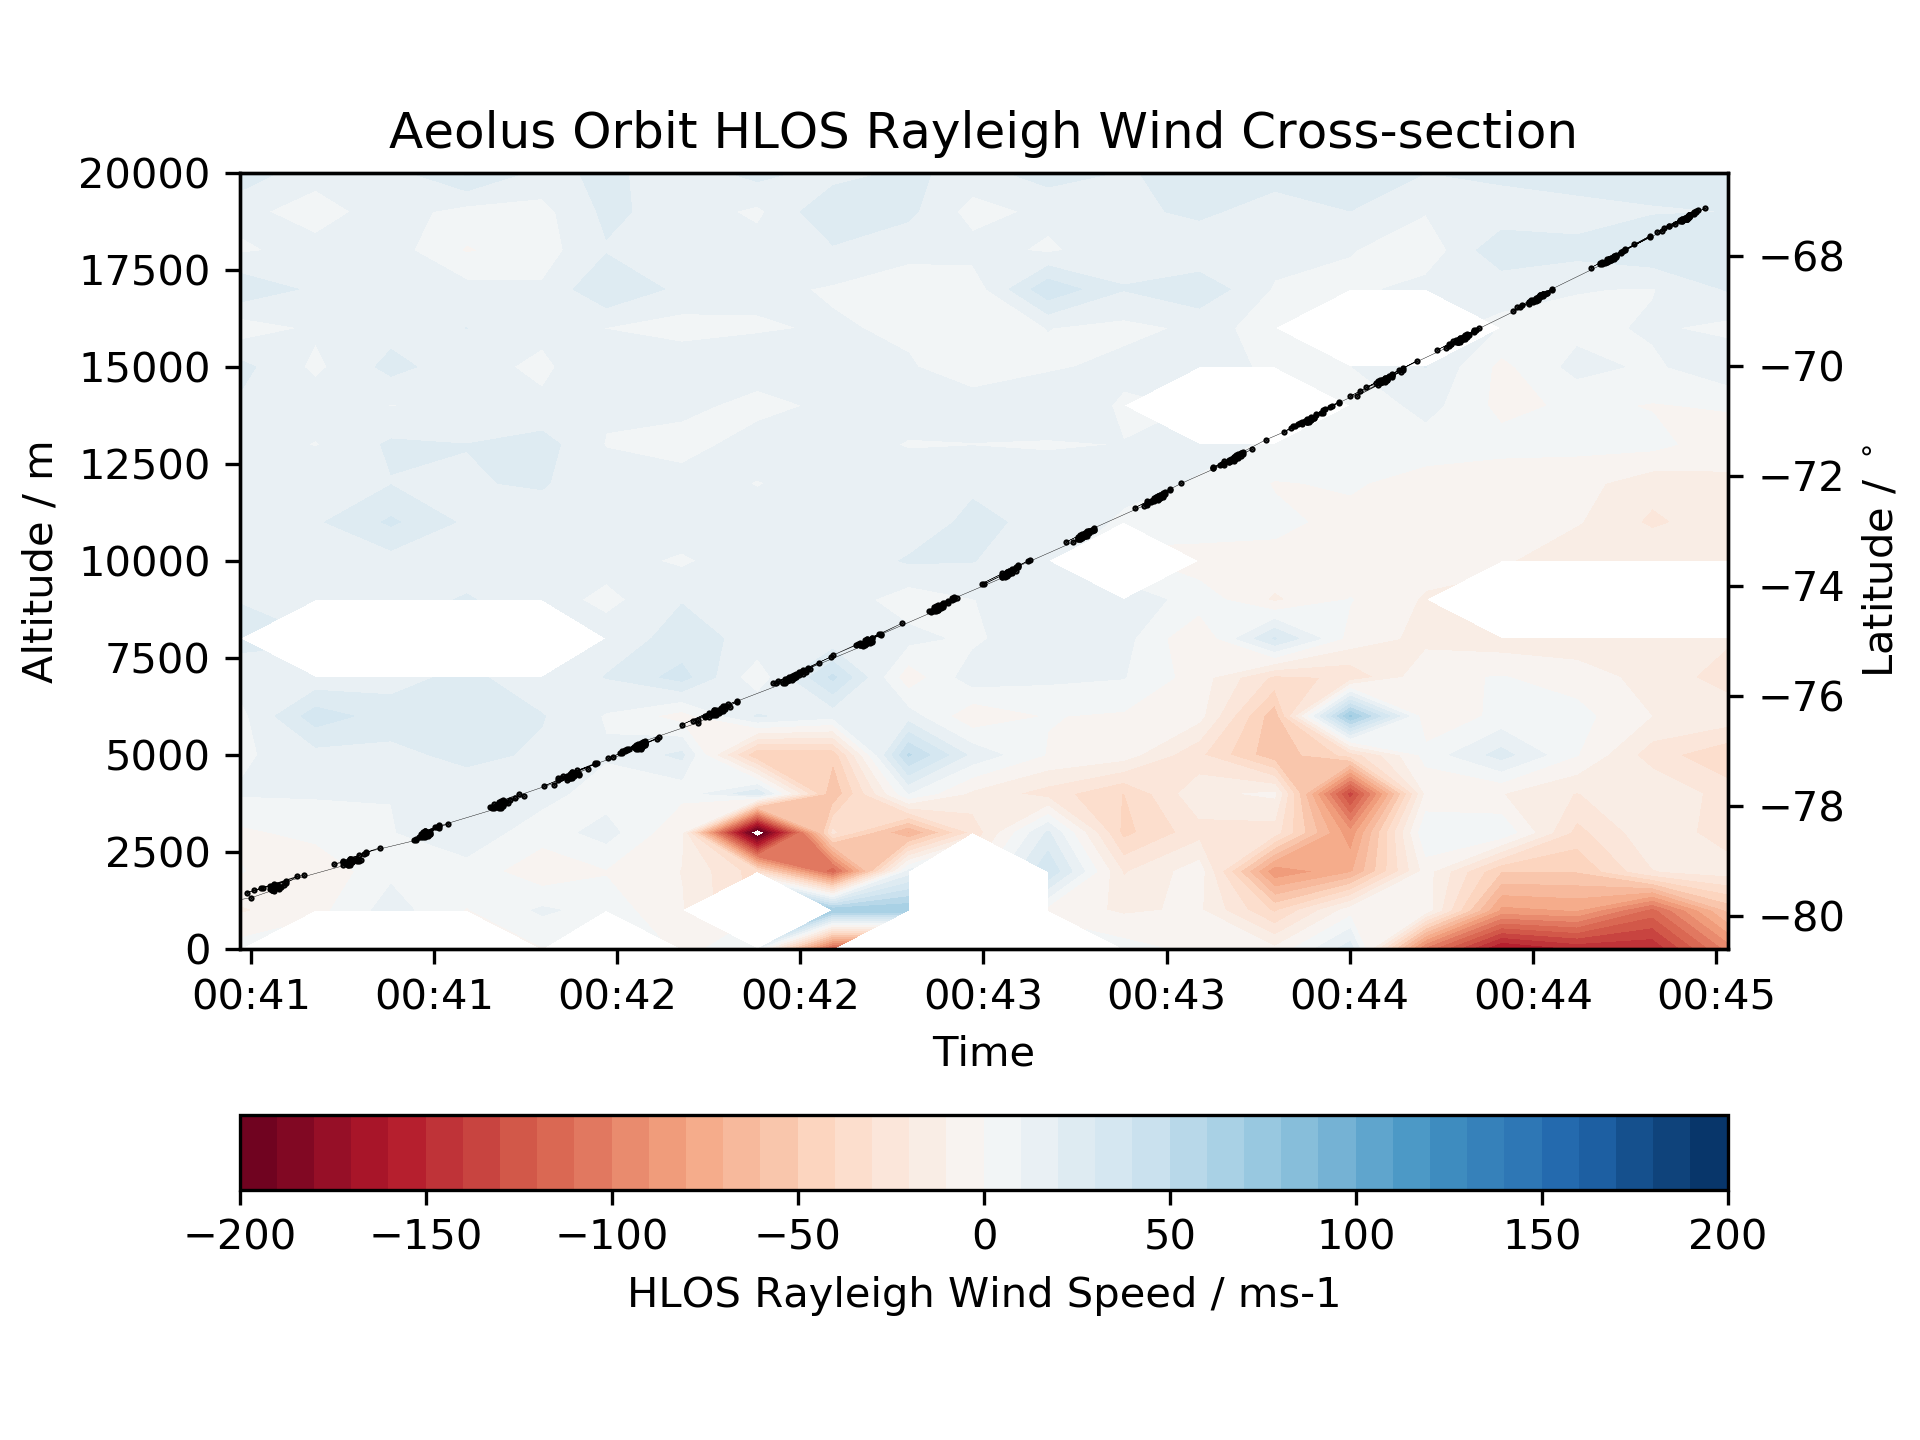 Aeolus Orbit HLOS Rayleigh Wind Cross-section
20000
17500
15000
12500
10000
7500
5000
2500
0
Altitude / m
−68
−70
−72
−74
−76
−78
−80
Latitude / °
00:41 00:41 00:42 00:42 00:43 00:43 00:44 00:44 00:45
Time
−200 −150 −100 −50 0 50 100 150 200
HLOS Rayleigh Wind Speed / ms-1